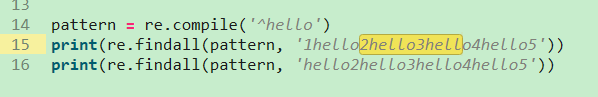 13
14 pattern = re.compile('^hello')
15 print(re.findall(pattern, '1hello2hello3hello4hello5'))
16 print(re.findall(pattern, 'hello2hello3hello4hello5'))